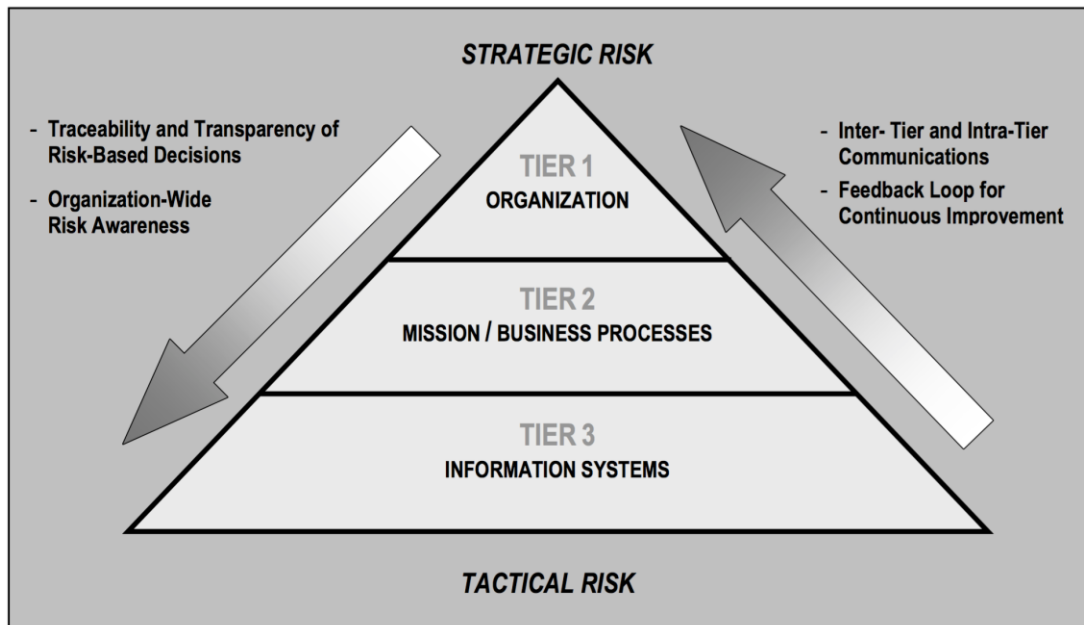 STRATEGIC RISK
- Traceability and Transparency of
Risk-Based Decisions
- Organization-Wide
Risk Awareness
- Inter- Tier and Intra-Tier
Communications
- Feedback Loop for
Continuous Improvement
TIER 1
ORGANIZATION
TIER 2
MISSION / BUSINESS PROCESSES
TIER 3
INFORMATION SYSTEMS
TACTICAL RISK